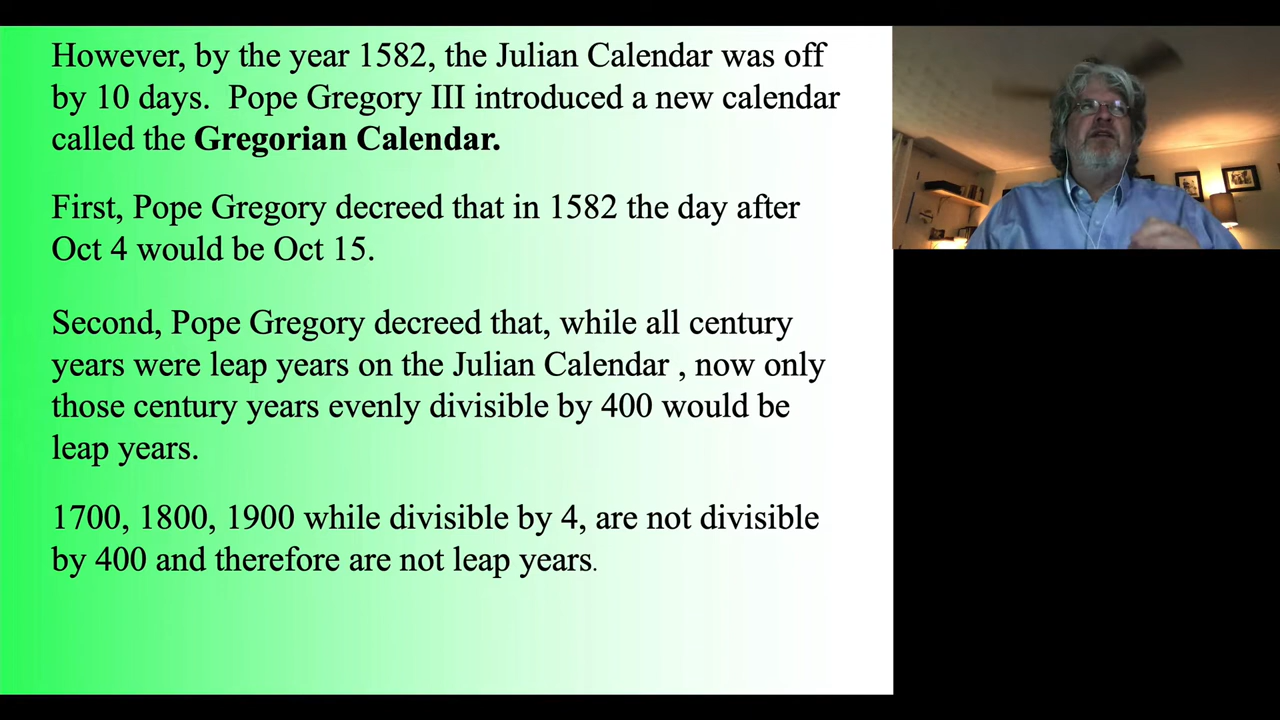 However, by the year 1582, the Julian Calendar was off
by 10 days.  Pope Gregory III introduced a new calendar
called the Gregorian Calendar.
First, Pope Gregory decreed that in 1582 the day after
Oct 4 would be Oct 15.
Second, Pope Gregory decreed that, while all century
years were leap years on the Julian Calendar , now only
those century years evenly divisible by 400 would be
leap years.
1700, 1800, 1900 while divisible by 4, are not divisible
by 400 and therefore are not leap years.